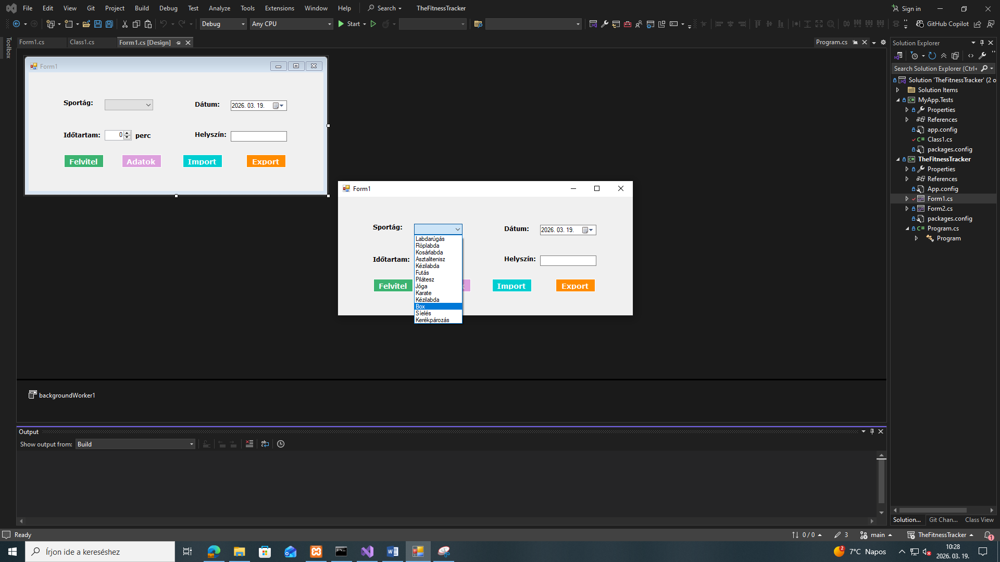 File Edit View Git Project Build Debug Test Analyze Tools Extensions Window Help Search TheFitnessTracker Sign in
Debug Any CPU Start GitHub Copilot
Toolbox
Form1.cs Class1.cs Form1.cs [Design] Program.cs
Form1
Sportág: Dátum: 2026. 03. 19.
Időtartam: 0 perc Helyszín:
Felvitel Adatok Import Export
Form1
Sportág: Dátum: 2026. 03. 19.
Labdarúgás
Röplabda
Kosárlabda
Asztalitenisz
Időtartam: Helyszín:
Kézilabda
Futás
Pilátesz
Jóga
Felvitel Import Export
Karate
Kézilabda
Box
Síelés
Kerékpározás
backgroundWorker1
Output
Show output from: Build
Solution Explorer
Search Solution Explorer (Ctrl+
Solution 'TheFitnessTracker' (2 o
Solution Items
MyApp.Tests
Properties
References
app.config
C# Class1.cs
packages.config
TheFitnessTracker
Properties
References
App.config
Form1.cs
Form2.cs
packages.config
C# Program.cs
Program
Solution... Git Chan... Class View
Ready 0 / 0 3 main TheFitnessTracker 1
Írjon ide a kereséshez 2 7°C Napos 10:28
2026. 03. 19.